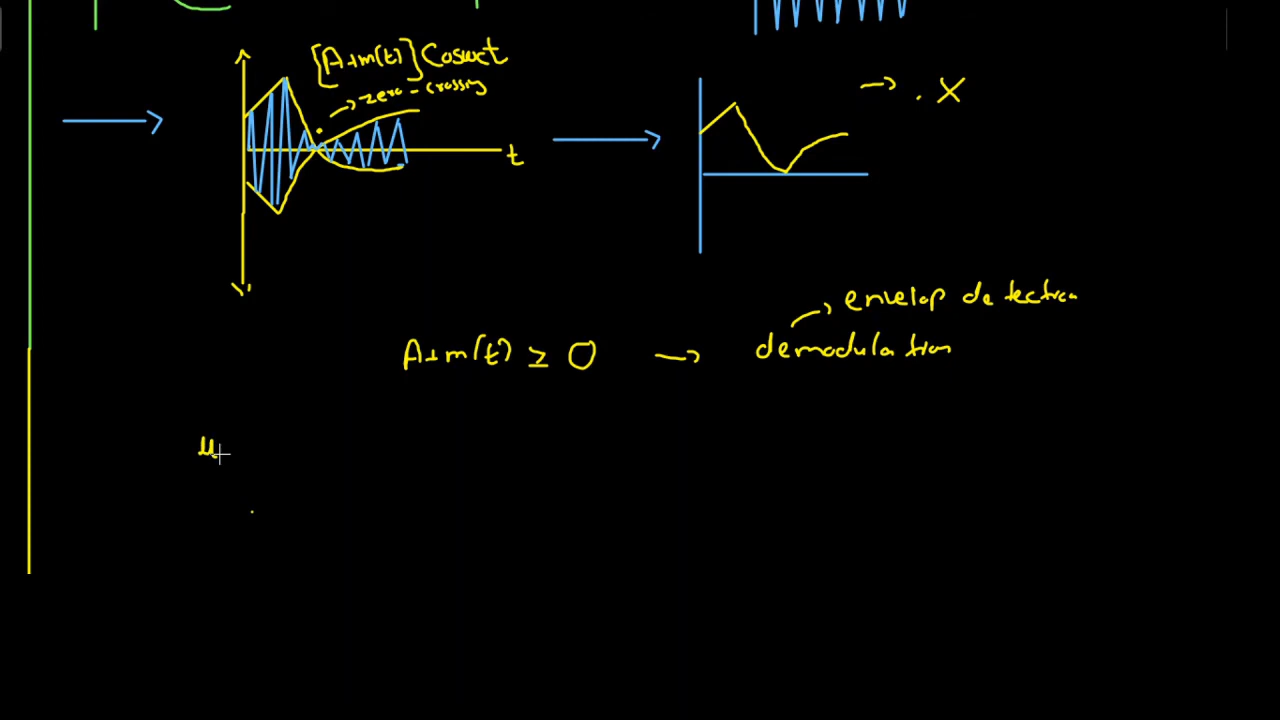 [A+m(t)] Cosωct
→ zero-crossing
→ . X
t
→ envelop detection
A+m(t) ≥ 0 → demodulation
μ